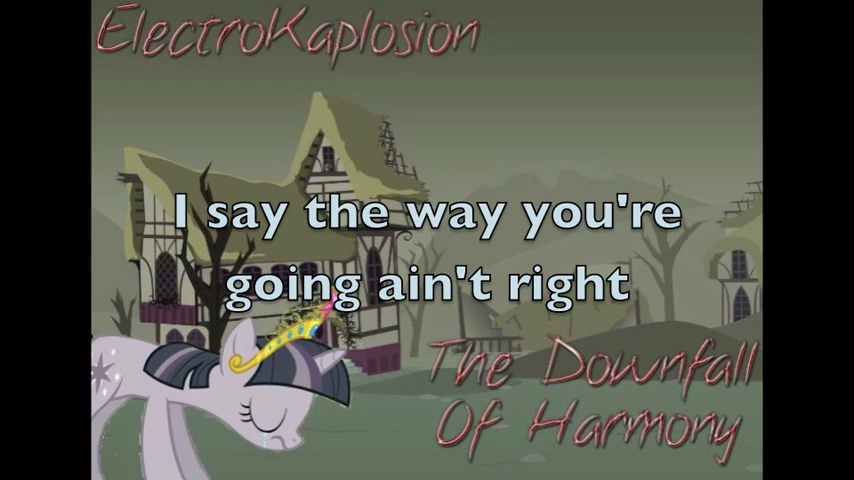 ElectroKaplosion
I say the way you're
going ain't right
The Downfall
Of Harmony